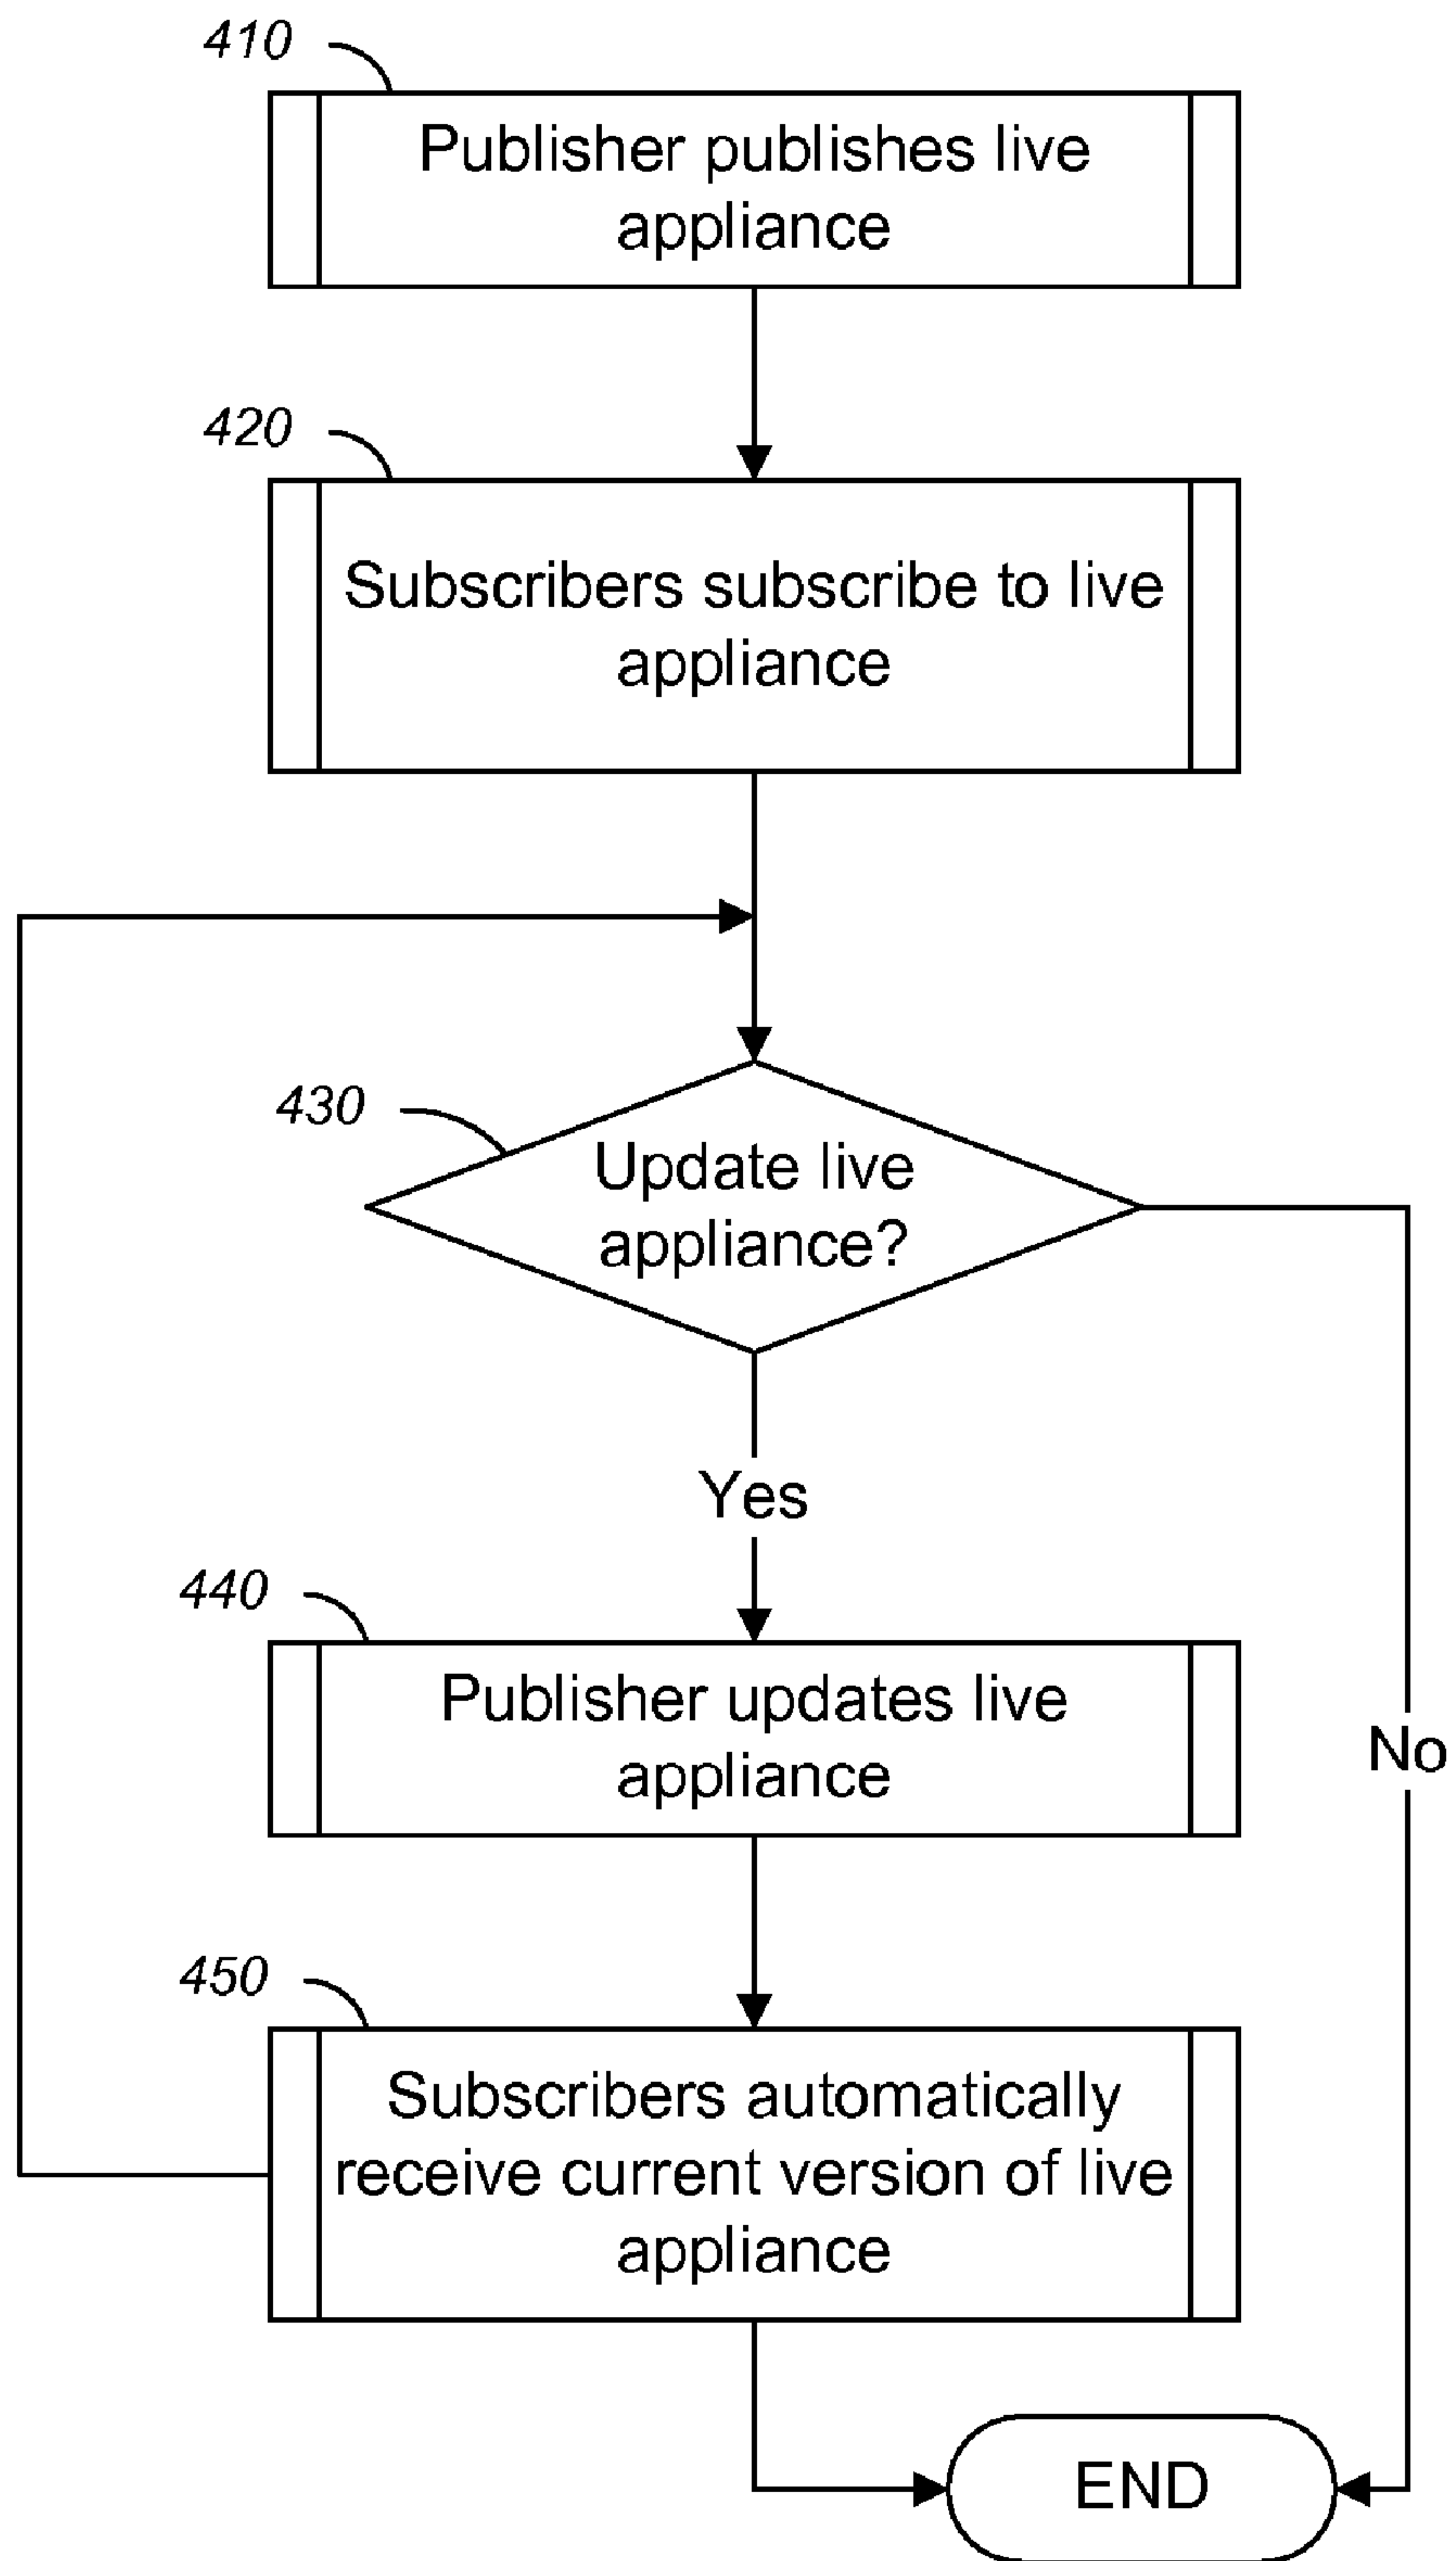 410
Publisher publishes live
appliance
420
Subscribers subscribe to live
appliance
430
Update live
appliance?
Yes
440
Publisher updates live
appliance
No
450
Subscribers automatically
receive current version of live
appliance
END